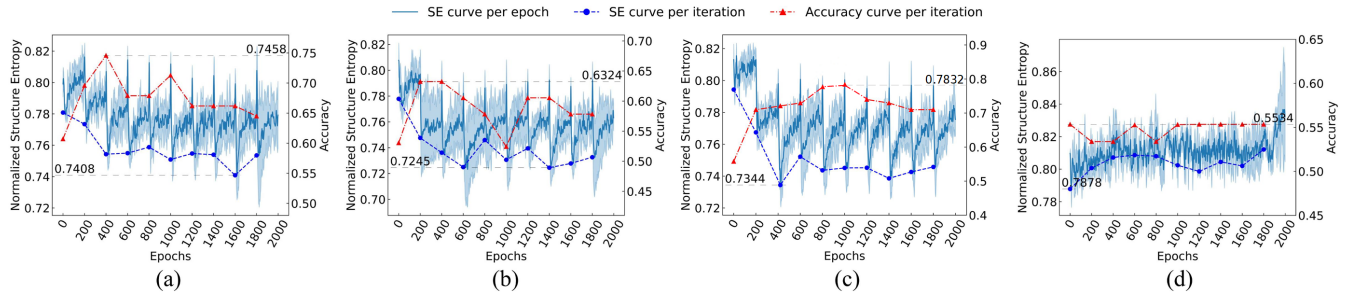 SE curve per epoch SE curve per iteration Accuracy curve per iteration
Normalized Structure Entropy
0.82
0.80
0.78
0.76
0.74
0.72
0.7458
0.7408
0.75
0.70
0.65
0.60
0.55
0.50
Accuracy
0 200 400 600 800 1000 1200 1400 1600 1800 2000
Epochs
(a)
Normalized Structure Entropy
0.82
0.80
0.78
0.76
0.74
0.72
0.70
0.6324
0.7245
0.70
0.65
0.60
0.55
0.50
0.45
Accuracy
0 200 400 600 800 1000 1200 1400 1600 1800 2000
Epochs
(b)
Normalized Structure Entropy
0.82
0.80
0.78
0.76
0.74
0.72
0.7832
0.7344
0.9
0.8
0.7
0.6
0.5
0.4
Accuracy
0 200 400 600 800 1000 1200 1400 1600 1800 2000
Epochs
(c)
Normalized Structure Entropy
0.86
0.84
0.82
0.80
0.78
0.5534
0.7878
0.65
0.60
0.55
0.50
0.45
Accuracy
0 200 400 600 800 1000 1200 1400 1600 1800 2000
Epochs
(d)